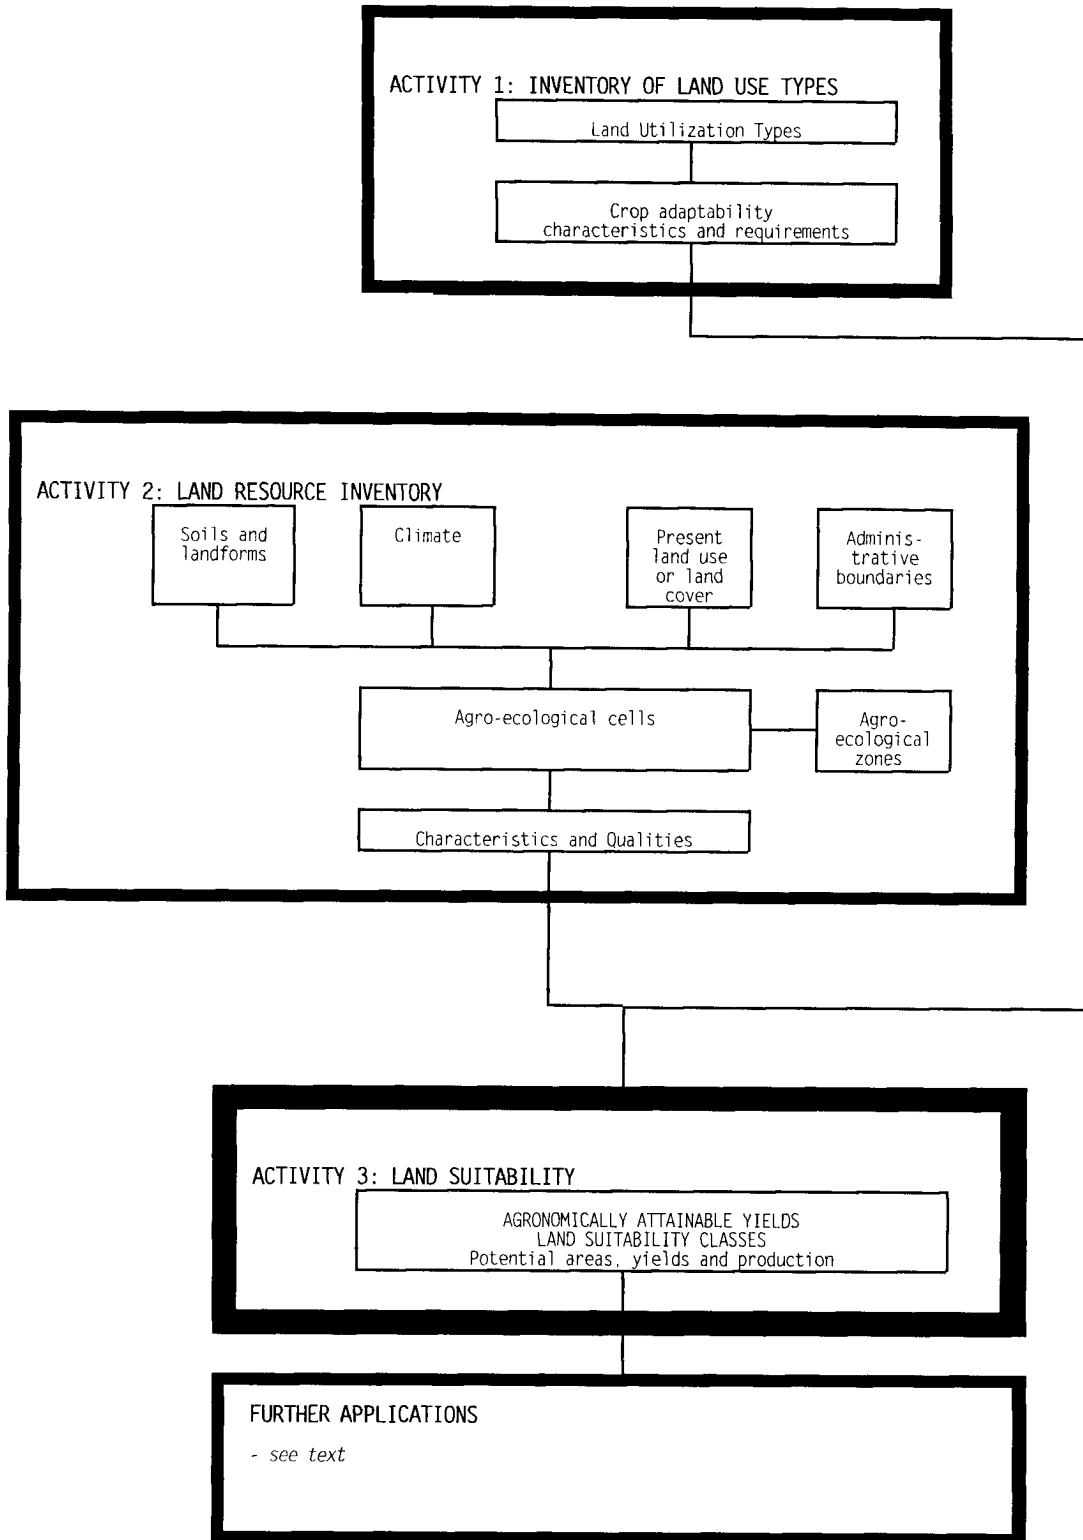 ACTIVITY 1: INVENTORY OF LAND USE TYPES
Land Utilization Types
Crop adaptability
characteristics and requirements
ACTIVITY 2: LAND RESOURCE INVENTORY
Soils and
landforms
Climate
Present
land use
or land
cover
Adminis-
trative
boundaries
Agro-ecological cells
Agro-
ecological
zones
Characteristics and Qualities
ACTIVITY 3: LAND SUITABILITY
AGRONOMICALLY ATTAINABLE YIELDS
LAND SUITABILITY CLASSES
Potential areas, yields and production
FURTHER APPLICATIONS
- see text